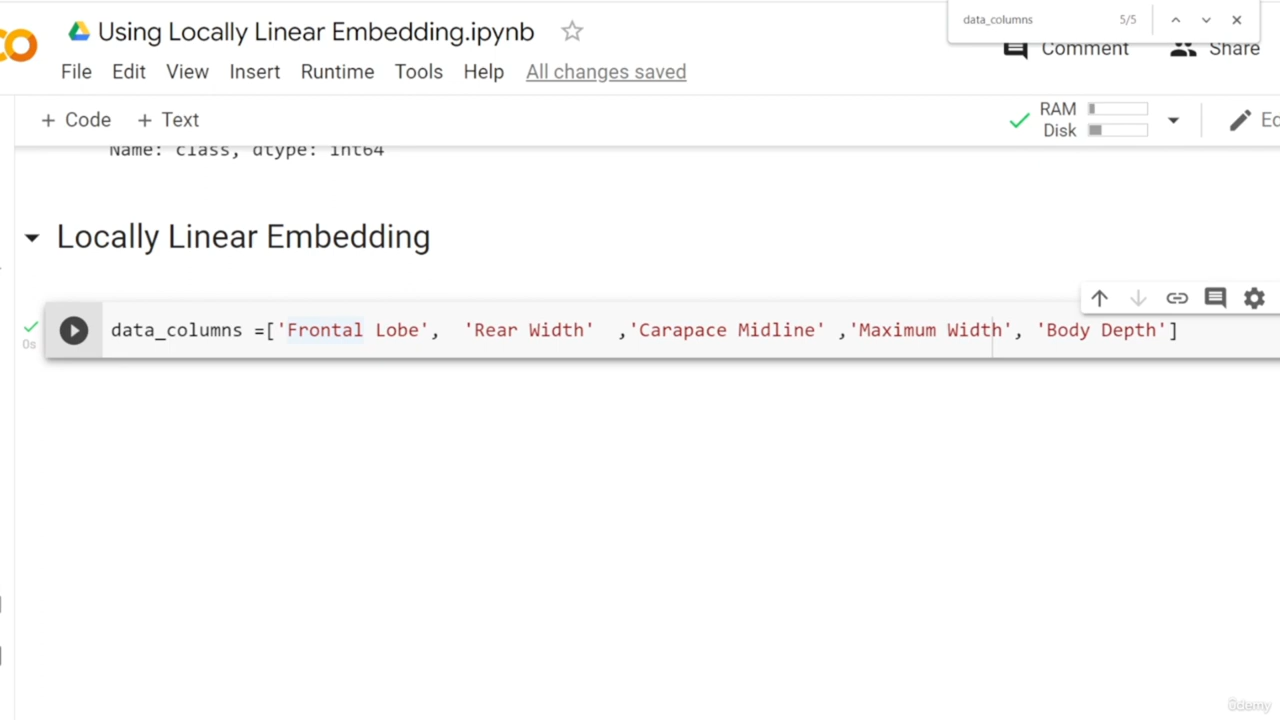 Using Locally Linear Embedding.ipynb
data_columns 5/5
Comment Share
File Edit View Insert Runtime Tools Help All changes saved
+ Code + Text
RAM
Disk
Ed
Name: class, dtype: int64
Locally Linear Embedding
data_columns =['Frontal Lobe',  'Rear Width'  ,'Carapace Midline' ,'Maximum Width', 'Body Depth']
0s
ûdemy